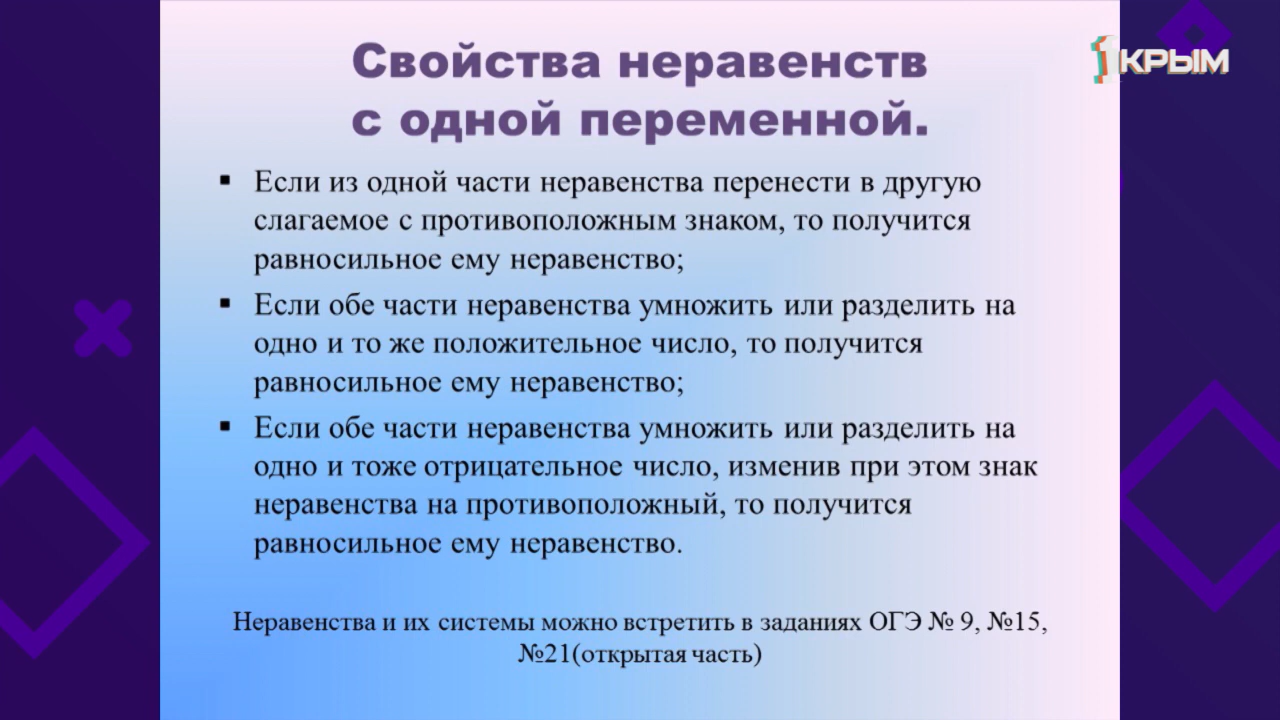 Свойства неравенств
с одной переменной.
1КРЫМ
▪ Если из одной части неравенства перенести в другую
слагаемое с противоположным знаком, то получится
равносильное ему неравенство;
▪ Если обе части неравенства умножить или разделить на
одно и то же положительное число, то получится
равносильное ему неравенство;
▪ Если обе части неравенства умножить или разделить на
одно и тоже отрицательное число, изменив при этом знак
неравенства на противоположный, то получится
равносильное ему неравенство.
Неравенства и их системы можно встретить в заданиях ОГЭ № 9, №15,
№21(открытая часть)